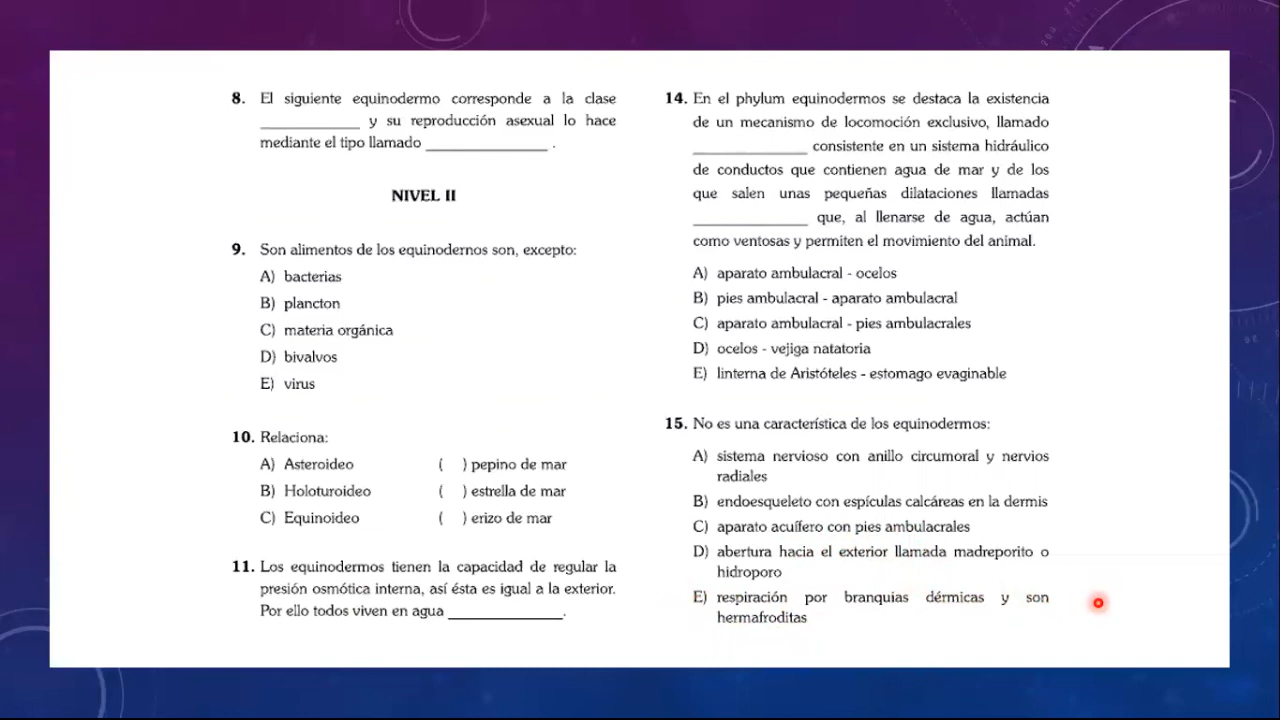 8. El siguiente equinodermo corresponde a la clase
____________ y su reproducción asexual lo hace
mediante el tipo llamado _______________ .
NIVEL II
9. Son alimentos de los equinodernos son, excepto:
A) bacterias
B) plancton
C) materia orgánica
D) bivalvos
E) virus
10. Relaciona:
A) Asteroideo ( ) pepino de mar
B) Holoturoideo ( ) estrella de mar
C) Equinoideo ( ) erizo de mar
11. Los equinodermos tienen la capacidad de regular la
presión osmótica interna, así ésta es igual a la exterior.
Por ello todos viven en agua ______________.
14. En el phylum equinodermos se destaca la existencia
de un mecanismo de locomoción exclusivo, llamado
______________ consistente en un sistema hidráulico
de conductos que contienen agua de mar y de los
que salen unas pequeñas dilataciones llamadas
______________ que, al llenarse de agua, actúan
como ventosas y permiten el movimiento del animal.
A) aparato ambulacral - ocelos
B) pies ambulacral - aparato ambulacral
C) aparato ambulacral - pies ambulacrales
D) ocelos - vejiga natatoria
E) linterna de Aristóteles - estomago evaginable
15. No es una característica de los equinodermos:
A) sistema nervioso con anillo circumoral y nervios
radiales
B) endoesqueleto con espículas calcáreas en la dermis
C) aparato acuífero con pies ambulacrales
D) abertura hacia el exterior llamada madreporito o
hidroporo
E) respiración por branquias dérmicas y son
hermafroditas